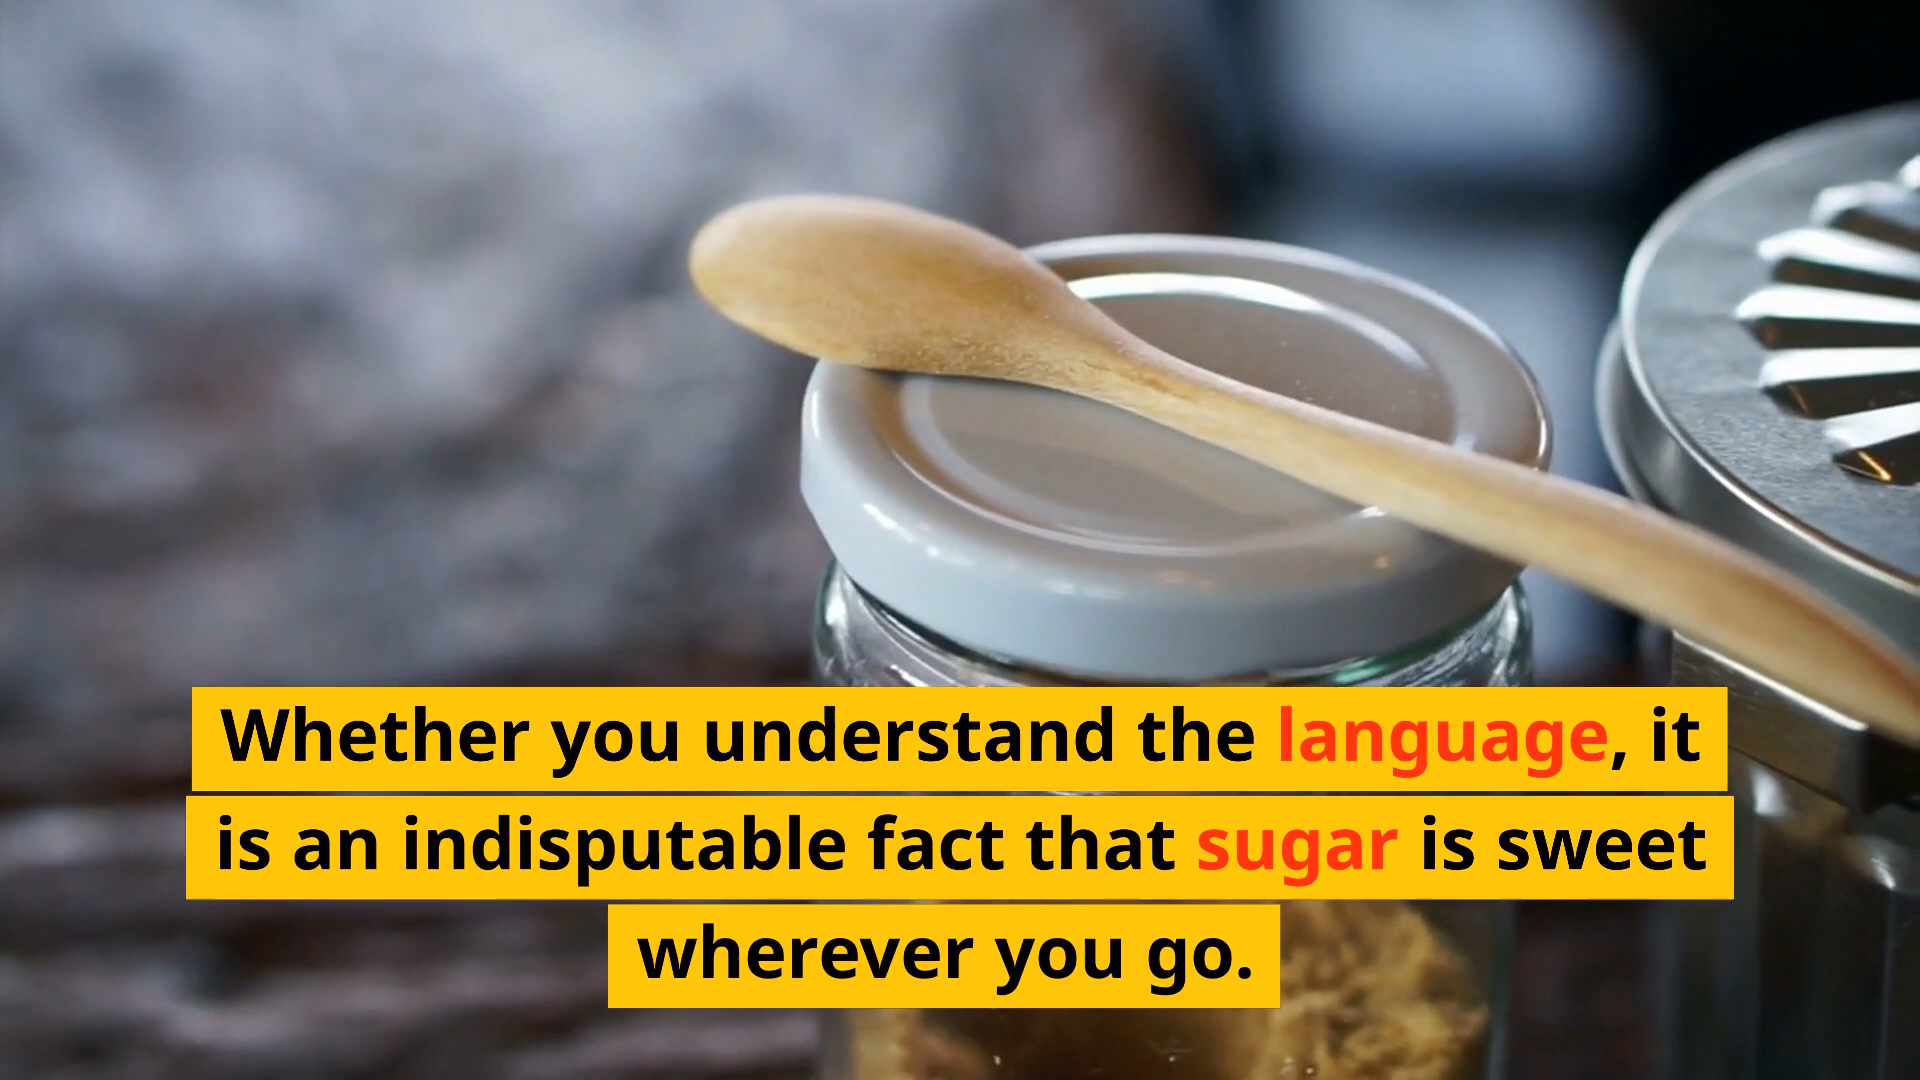 Whether you understand the language, it
is an indisputable fact that sugar is sweet
wherever you go.